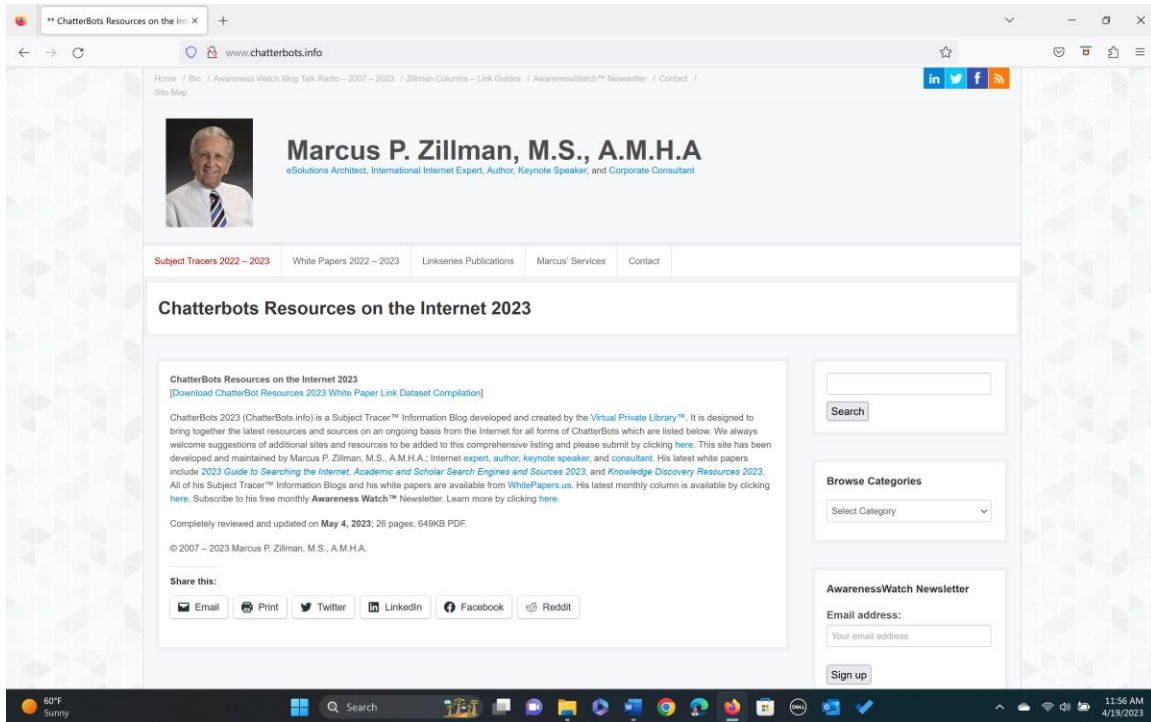 ** ChatterBots Resources on the Int
www.chatterbots.info
Home / Bio / Awareness Watch Blog Talk Radio – 2007 – 2023 / Zillman Columns – Link Guides / AwarenessWatch™ Newsletter / Contact /
Site Map
in
f
Marcus P. Zillman, M.S., A.M.H.A
eSolutions Architect, International Internet Expert, Author, Keynote Speaker, and Corporate Consultant
Subject Tracers 2022 – 2023
White Papers 2022 – 2023
Linkseries Publications
Marcus' Services
Contact
Chatterbots Resources on the Internet 2023
ChatterBots Resources on the Internet 2023
[Download ChatterBot Resources 2023 White Paper Link Dataset Compilation]
ChatterBots 2023 (ChatterBots.info) is a Subject Tracer™ Information Blog developed and created by the Virtual Private Library™. It is designed to
bring together the latest resources and sources on an ongoing basis from the Internet for all forms of ChatterBots which are listed below. We always
welcome suggestions of additional sites and resources to be added to this comprehensive listing and please submit by clicking here. This site has been
developed and maintained by Marcus P. Zillman, M.S., A.M.H.A.; Internet expert, author, keynote speaker, and consultant. His latest white papers
include 2023 Guide to Searching the Internet, Academic and Scholar Search Engines and Sources 2023, and Knowledge Discovery Resources 2023.
All of his Subject Tracer™ Information Blogs and his white papers are available from WhitePapers.us. His latest monthly column is available by clicking
here. Subscribe to his free monthly Awareness Watch™ Newsletter. Learn more by clicking here.
Completely reviewed and updated on May 4, 2023; 26 pages; 649KB PDF.
© 2007 – 2023 Marcus P. Zillman, M.S., A.M.H.A.
Share this:
Email
Print
Twitter
LinkedIn
Facebook
Reddit
Search
Browse Categories
Select Category
AwarenessWatch Newsletter
Email address:
Your email address
Sign up
60°F
Sunny
Search
DELL
11:56 AM
4/19/2023